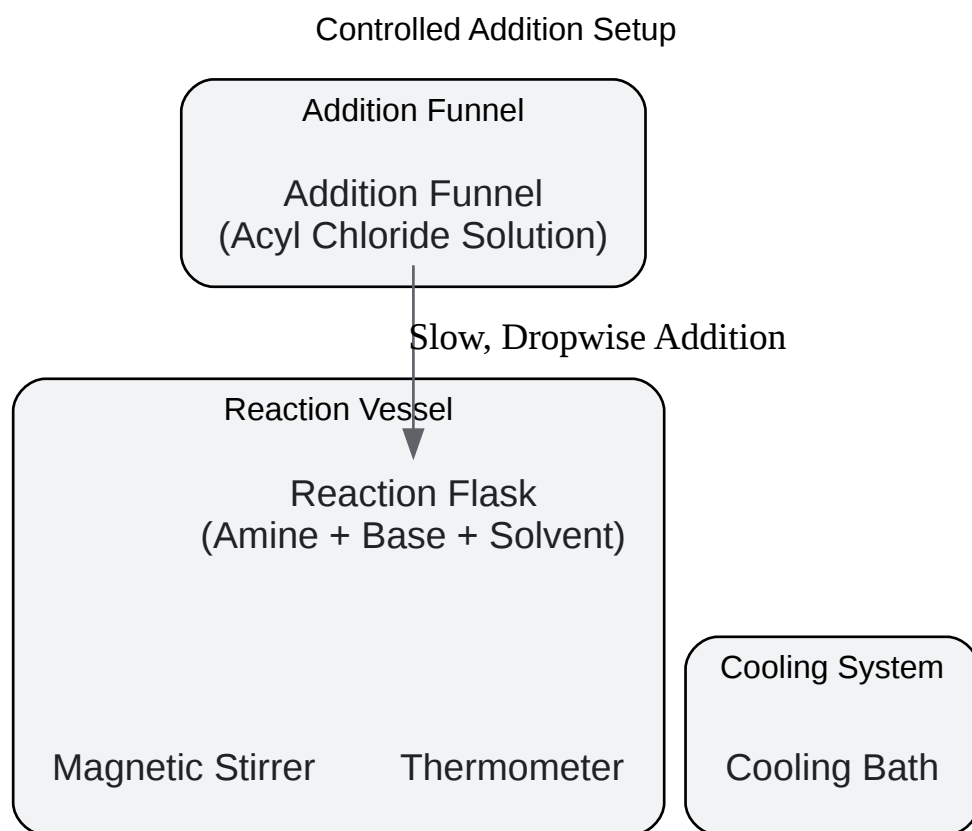 Controlled Addition Setup
Addition Funnel
Addition Funnel
(Acyl Chloride Solution)
Slow, Dropwise Addition
Reaction Vessel
Reaction Flask
(Amine + Base + Solvent)
Cooling System
Magnetic Stirrer
Thermometer
Cooling Bath